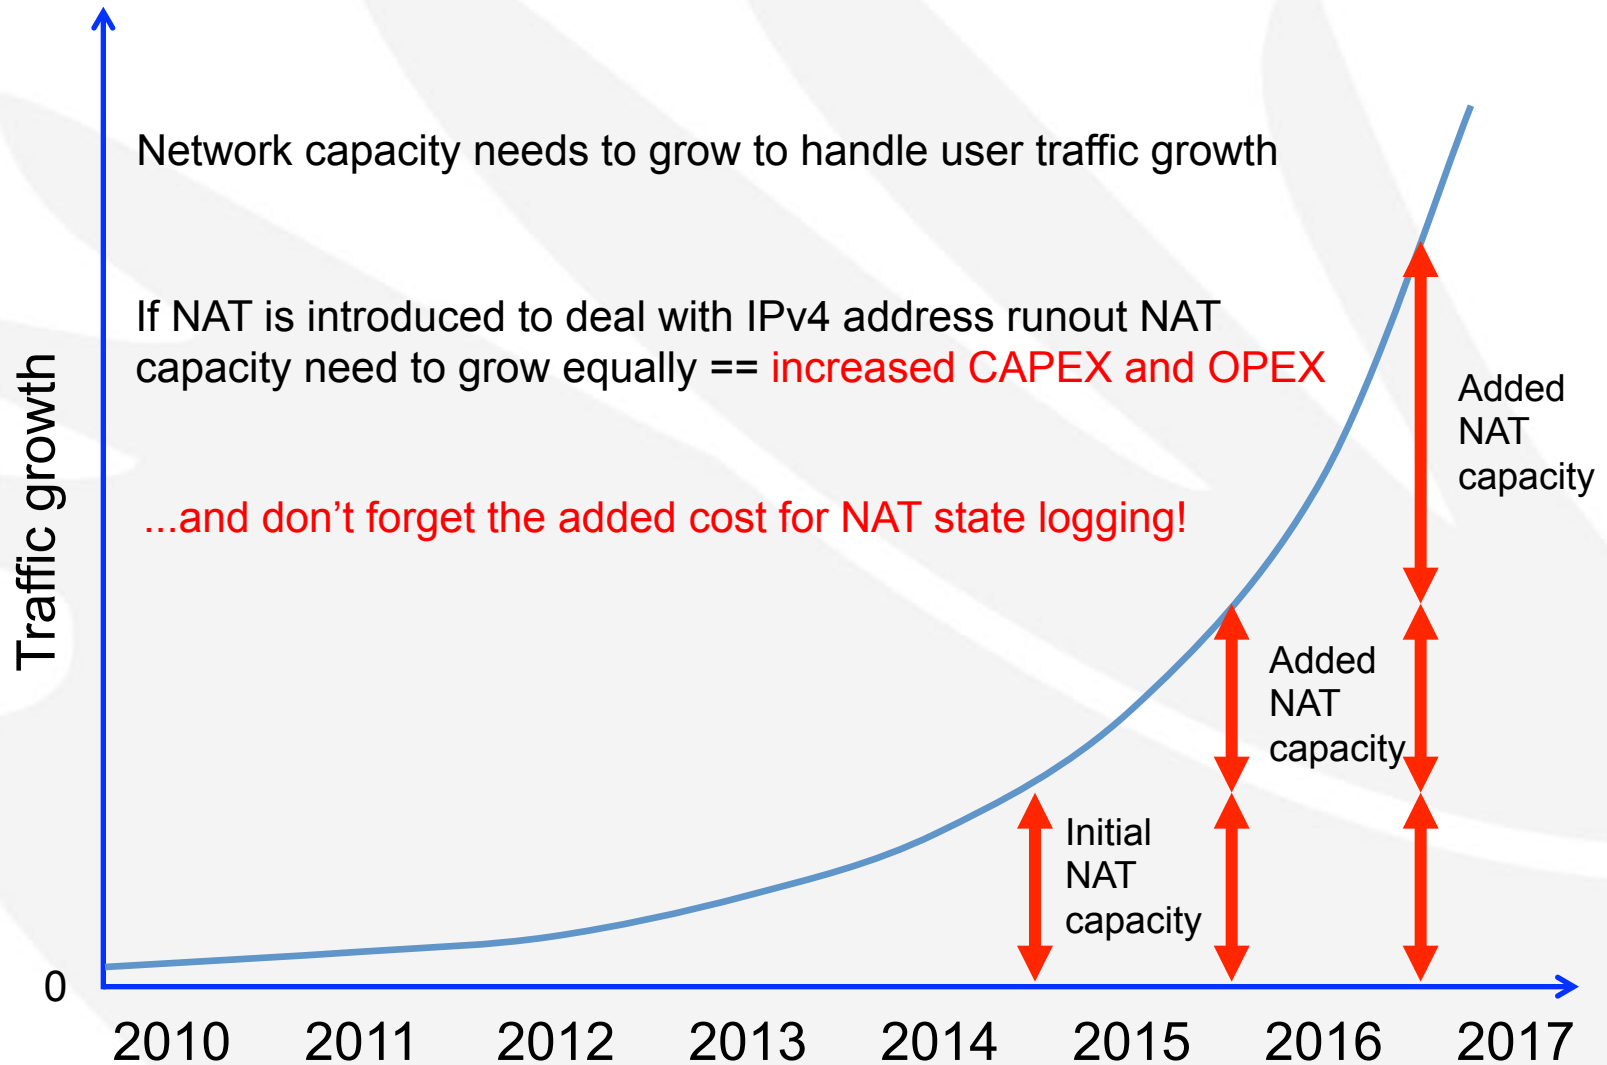 Network capacity needs to grow to handle user traffic growth
If NAT is introduced to deal with IPv4 address runout NAT
capacity need to grow equally == increased CAPEX and OPEX
...and don’t forget the added cost for NAT state logging!
Traffic growth
Added
NAT
capacity
Added
NAT
capacity
Initial
NAT
capacity
0
2010 2011 2012 2013 2014 2015 2016 2017